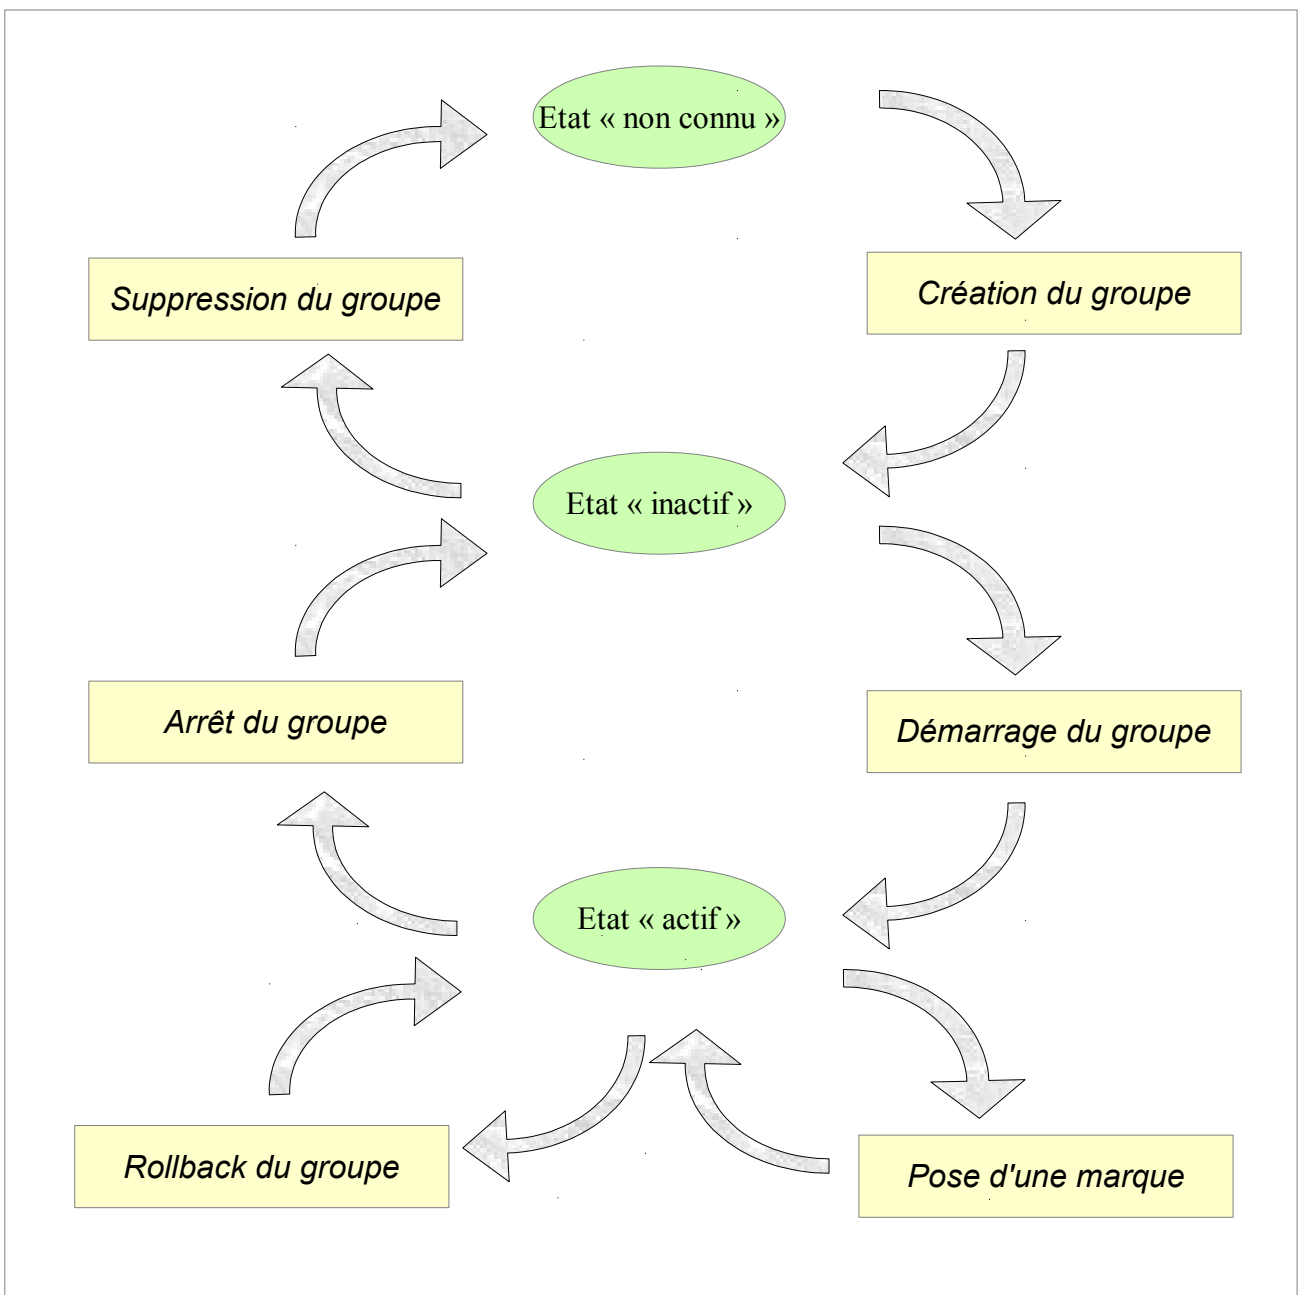 Etat « non connu »
Suppression du groupe
Création du groupe
Etat « inactif »
Arrêt du groupe
Démarrage du groupe
Etat « actif »
Rollback du groupe
Pose d'une marque